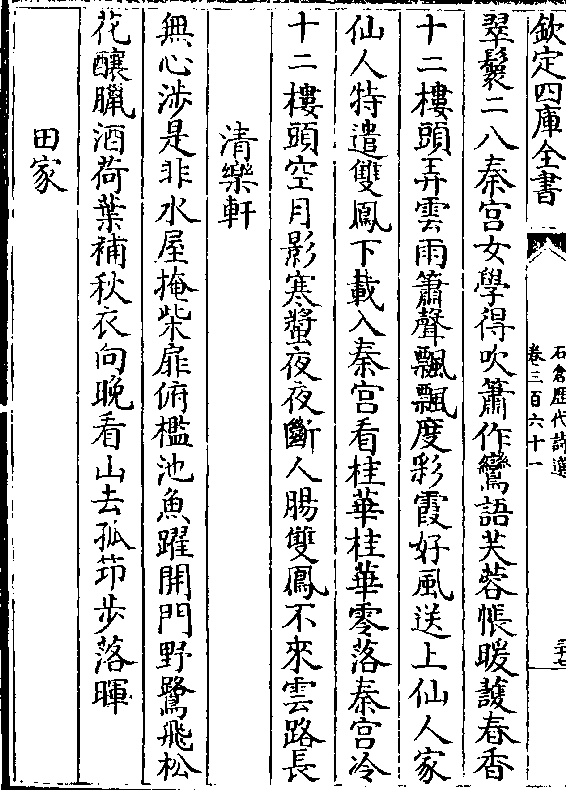 欽定四庫全書
石倉歷代詩選
卷三百六十一
翠鬟二八秦宮女學得吹簫作鸞語芙蓉帳暖護春香
十二樓頭弄雲雨簫聲飄飄度彩霞好風送上仙人家
仙人特遣雙鳳下載入秦宮看桂華桂華零落秦宮冷
十二樓頭空月影寒螀夜夜斷人腸雙鳳不來雲路長
清樂軒
無心涉是非水屋掩柴扉俯檻池魚躍開門野鷺飛松
花釀臘酒荷葉補秋衣向晚看山去孤笻步落暉
田家